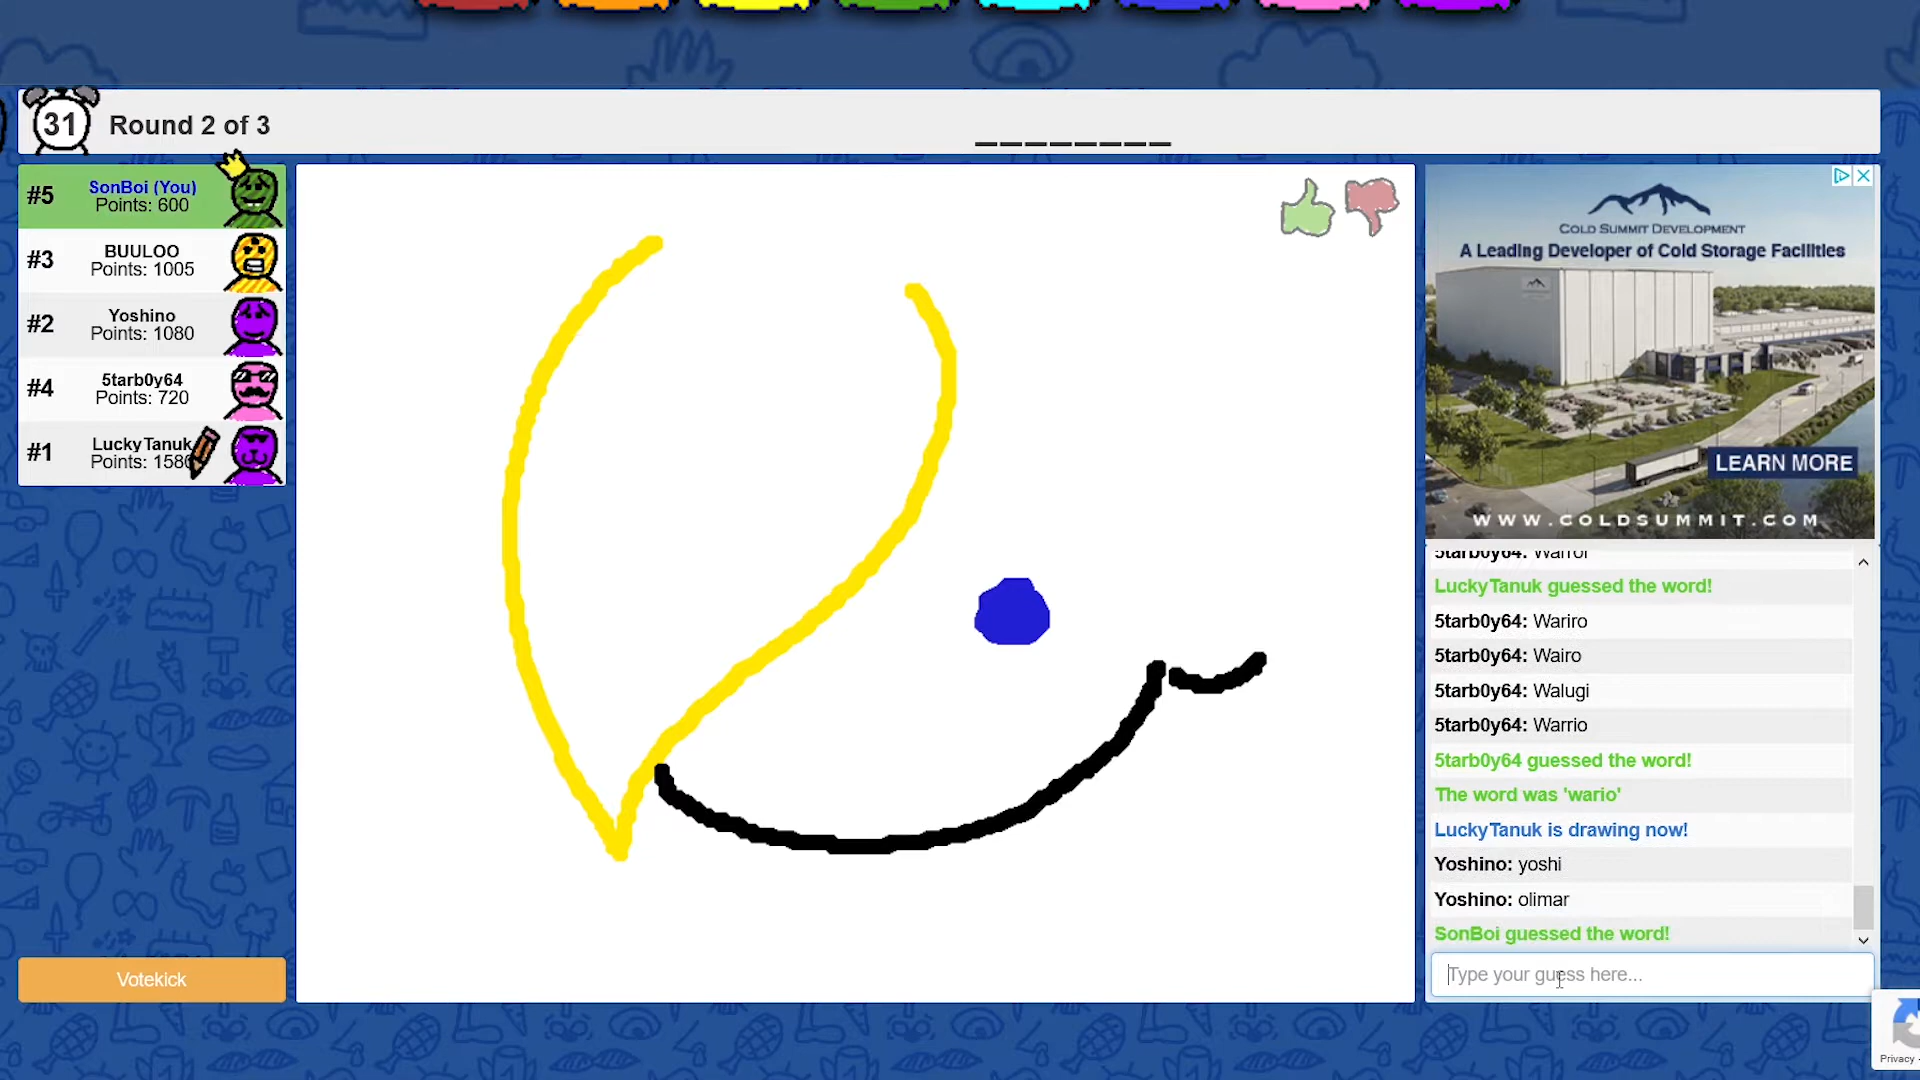 31
Round 2 of 3
________
#5
SonBoi (You)
Points: 600
#3
BUULOO
Points: 1005
#2
Yoshino
Points: 1080
#4
5tarb0y64
Points: 720
#1
LuckyTanuk
Points: 1580
Votekick
COLD SUMMIT DEVELOPMENT
A Leading Developer of Cold Storage Facilities
LEARN MORE
WWW.COLDSUMMIT.COM
5tarb0y64: Warrol
LuckyTanuk guessed the word!
5tarb0y64: Wariro
5tarb0y64: Wairo
5tarb0y64: Walugi
5tarb0y64: Warrio
5tarb0y64 guessed the word!
The word was 'wario'
LuckyTanuk is drawing now!
Yoshino: yoshi
Yoshino: olimar
SonBoi guessed the word!
Type your guess here...
Privacy -